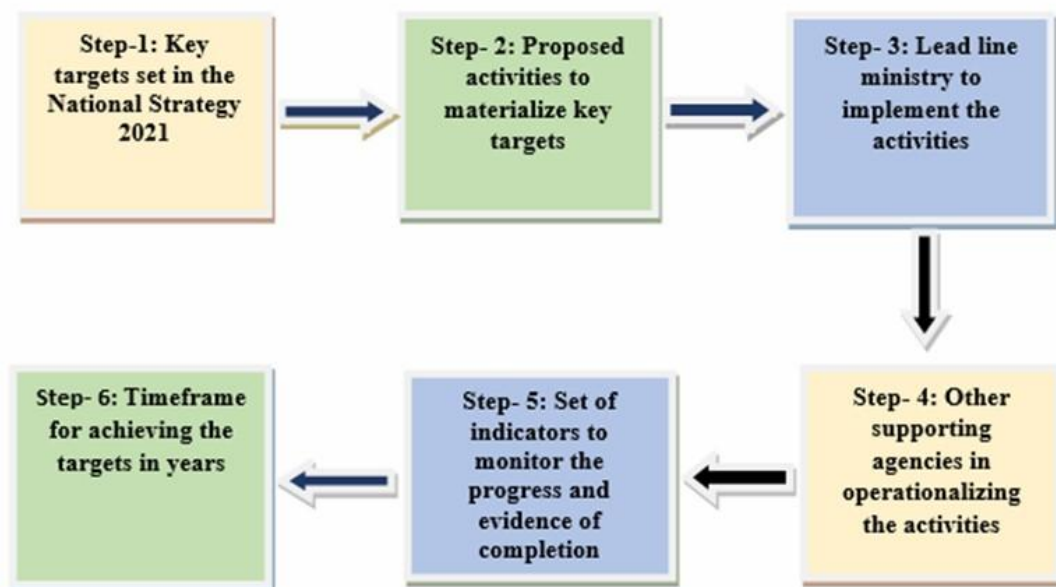 Step-1: Key
targets set in the
National Strategy
2021
Step- 2: Proposed
activities to
materialize key
targets
Step- 3: Lead line
ministry to
implement the
activities
Step- 4: Other
supporting
agencies in
operationalizing
the activities
Step- 5: Set of
indicators to
monitor the
progress and
evidence of
completion
Step- 6: Timeframe
for achieving the
targets in years